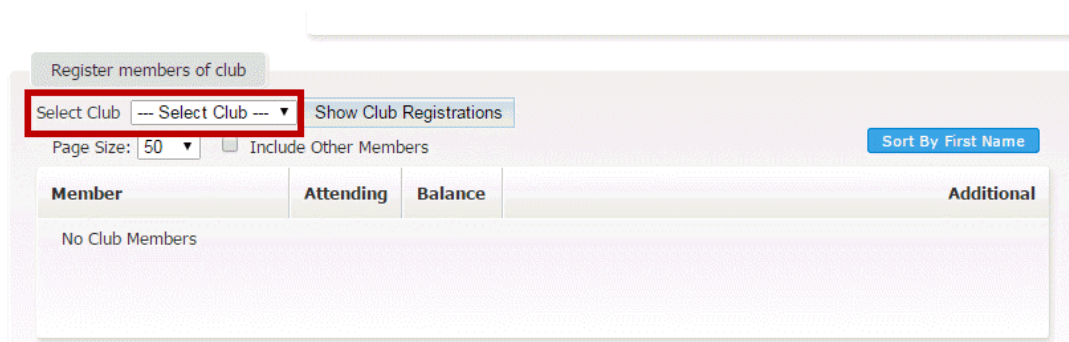 Register members of club
Select Club --- Select Club --- Show Club Registrations
Page Size: 50 Include Other Members Sort By First Name
Member Attending Balance Additional
No Club Members